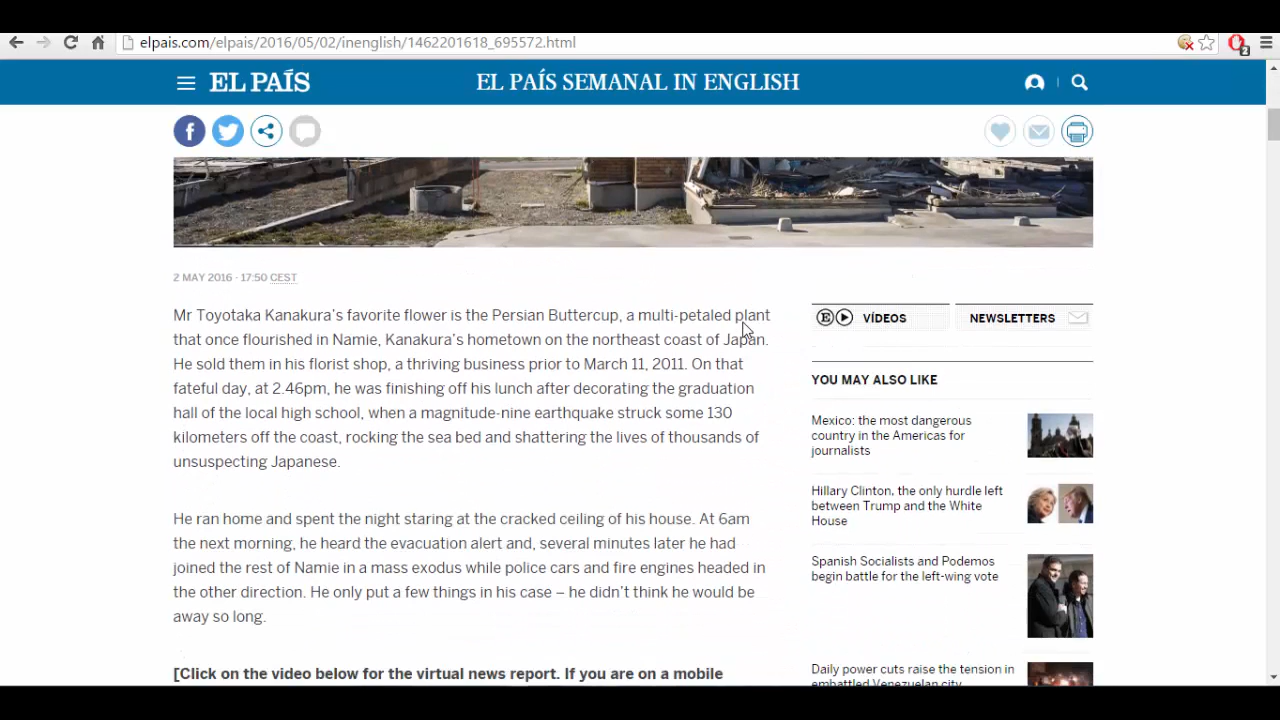 elpais.com/elpais/2016/05/02/inenglish/1462201618_695572.html
2
EL PAÍS
EL PAÍS SEMANAL IN ENGLISH
2 MAY 2016 - 17:50 CEST
Mr Toyotaka Kanakura's favorite flower is the Persian Buttercup, a multi-petaled plant
that once flourished in Namie, Kanakura's hometown on the northeast coast of Japan.
He sold them in his florist shop, a thriving business prior to March 11, 2011. On that
fateful day, at 2.46pm, he was finishing off his lunch after decorating the graduation
hall of the local high school, when a magnitude-nine earthquake struck some 130
kilometers off the coast, rocking the sea bed and shattering the lives of thousands of
unsuspecting Japanese.
He ran home and spent the night staring at the cracked ceiling of his house. At 6am
the next morning, he heard the evacuation alert and, several minutes later he had
joined the rest of Namie in a mass exodus while police cars and fire engines headed in
the other direction. He only put a few things in his case – he didn't think he would be
away so long.
[Click on the video below for the virtual news report. If you are on a mobile
E VÍDEOS
NEWSLETTERS
YOU MAY ALSO LIKE
Mexico: the most dangerous
country in the Americas for
journalists
Hillary Clinton, the only hurdle left
between Trump and the White
House
Spanish Socialists and Podemos
begin battle for the left-wing vote
Daily power cuts raise the tension in
embattled Venezuelan city